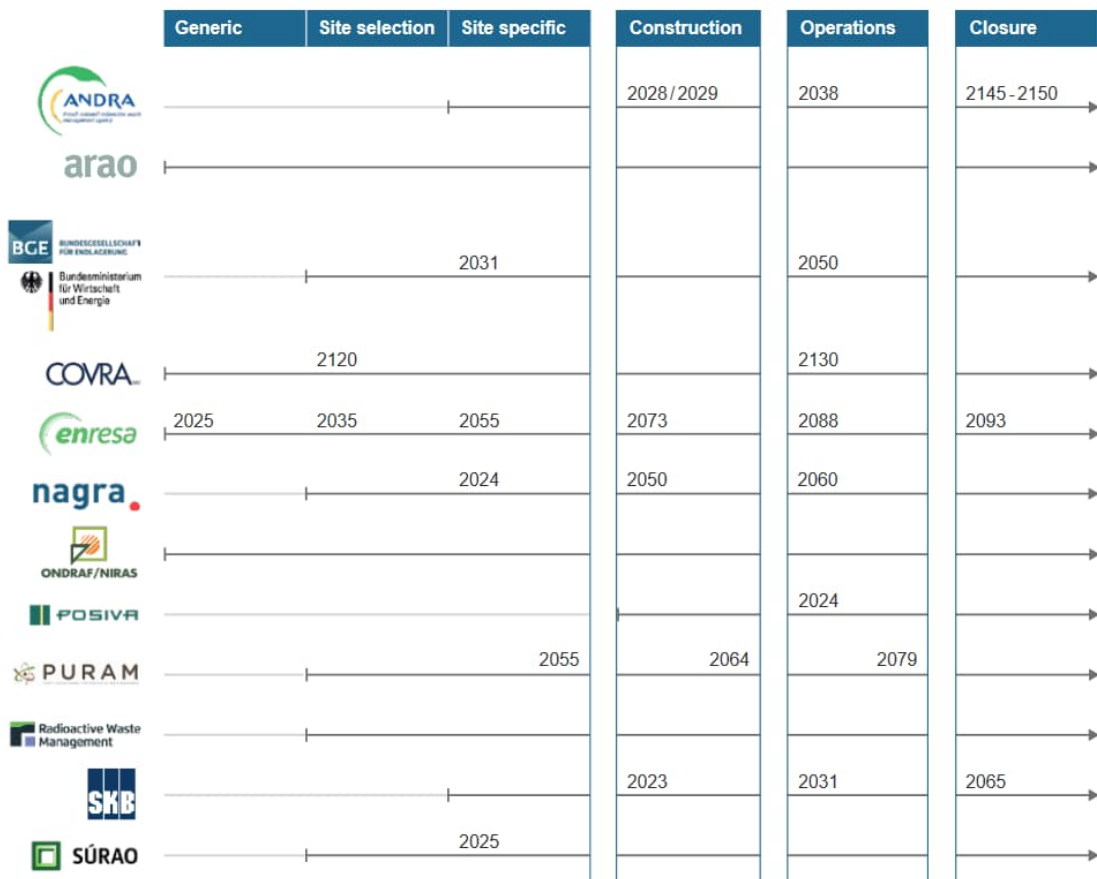 Generic Site selection Site specific Construction Operations Closure
ANDRA
2028/2029 2038 2145-2150
arao
BGE BUNDESGESELLSCHAFT
FÜR ENDLAGERUNG
2031 2050
Bundesministerium
für Wirtschaft
und Energie
COVRA
2120 2130
enresa
2025 2035 2055 2073 2088 2093
nagra.
2024 2050 2060
ONDRAF/NIRAS
POSIVA
2024
PURAM
2055 2064 2079
Radioactive Waste
Management
SKB
2023 2031 2065
SÚRAO
2025